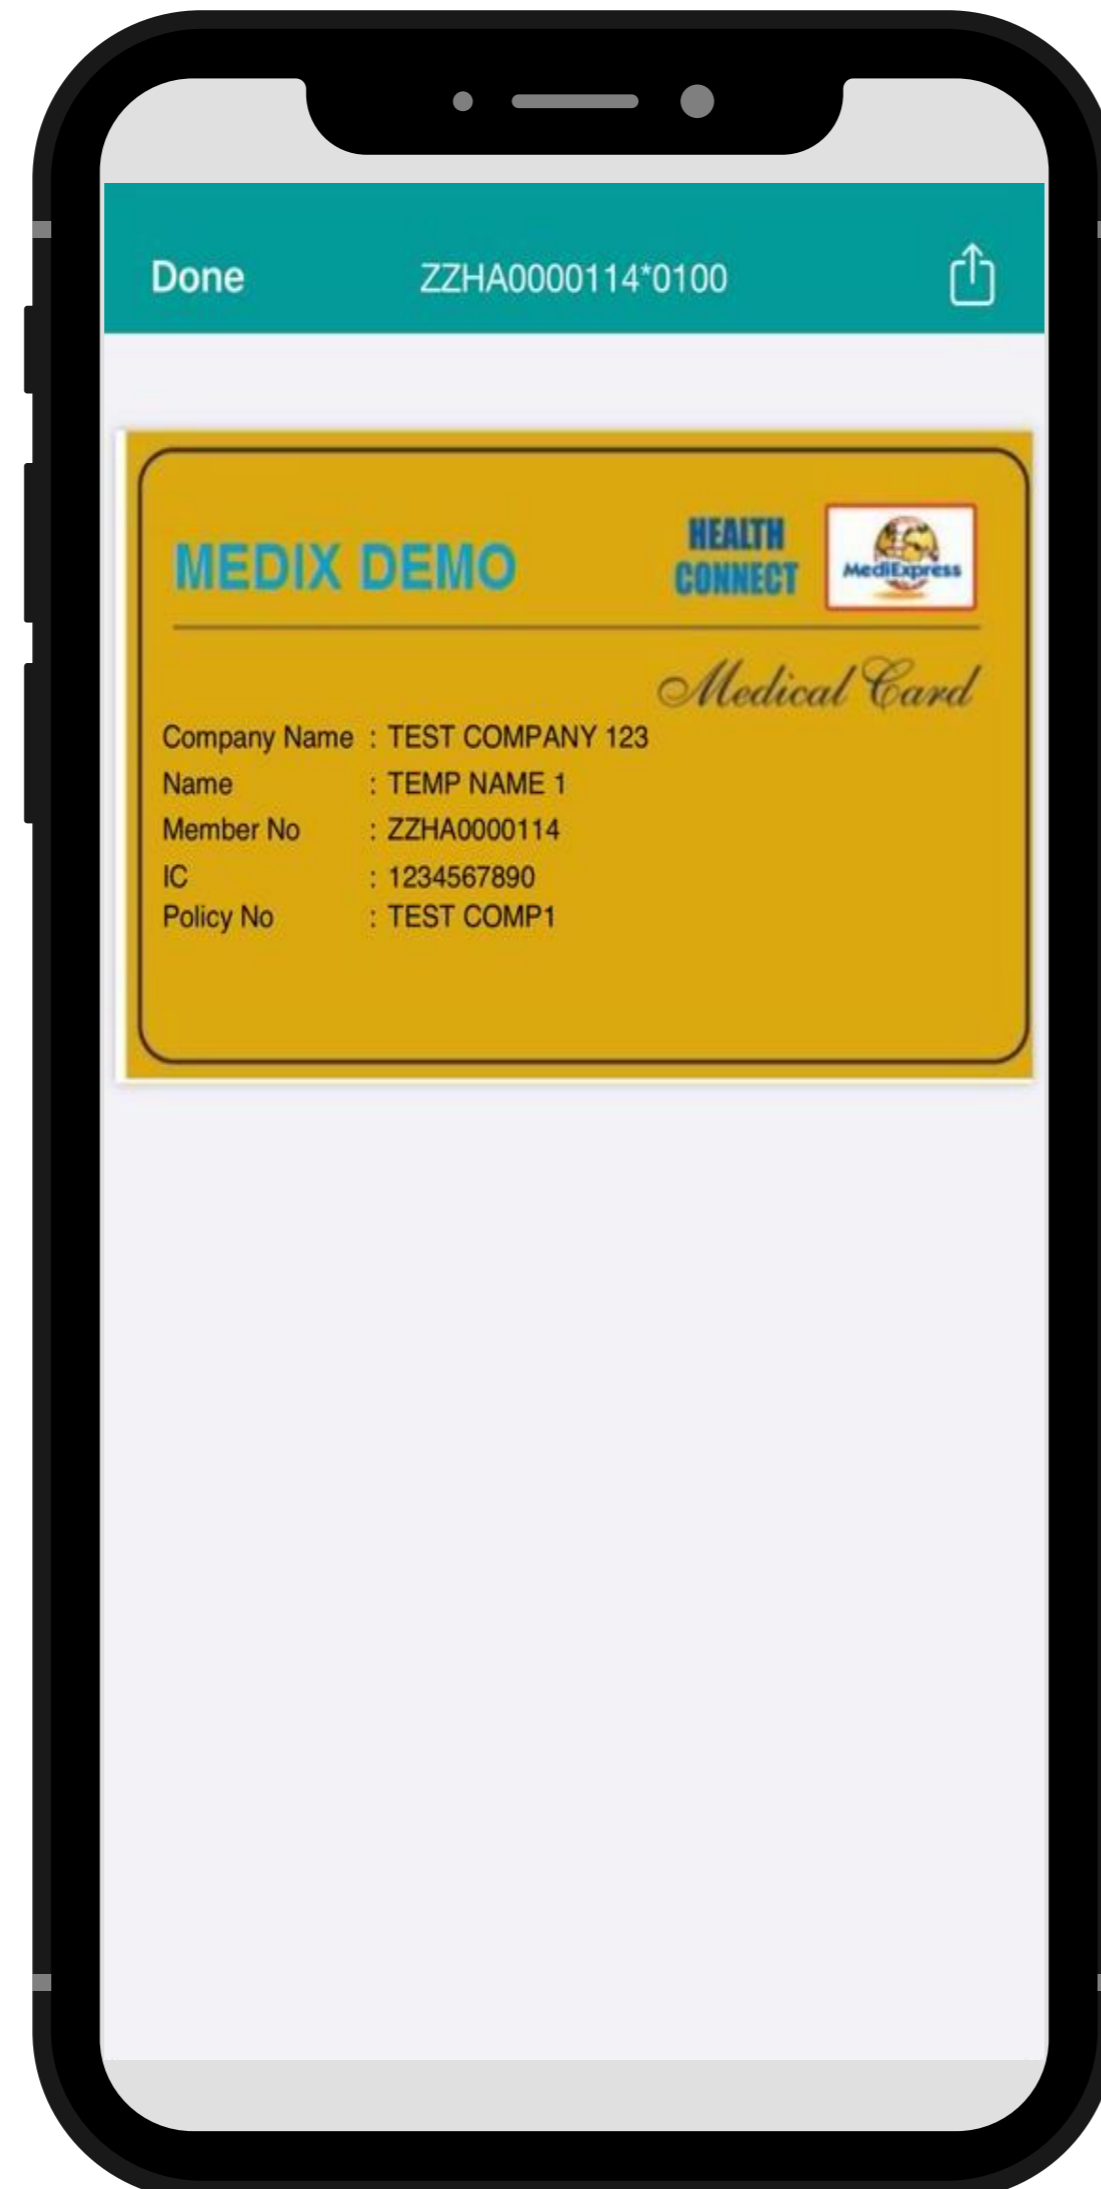 Done ZZHA0000114*0100
MEDIX DEMO
HEALTH
CONNECT
MediExpress
Medical Card
Company Name : TEST COMPANY 123
Name : TEMP NAME 1
Member No : ZZHA0000114
IC : 1234567890
Policy No : TEST COMP1